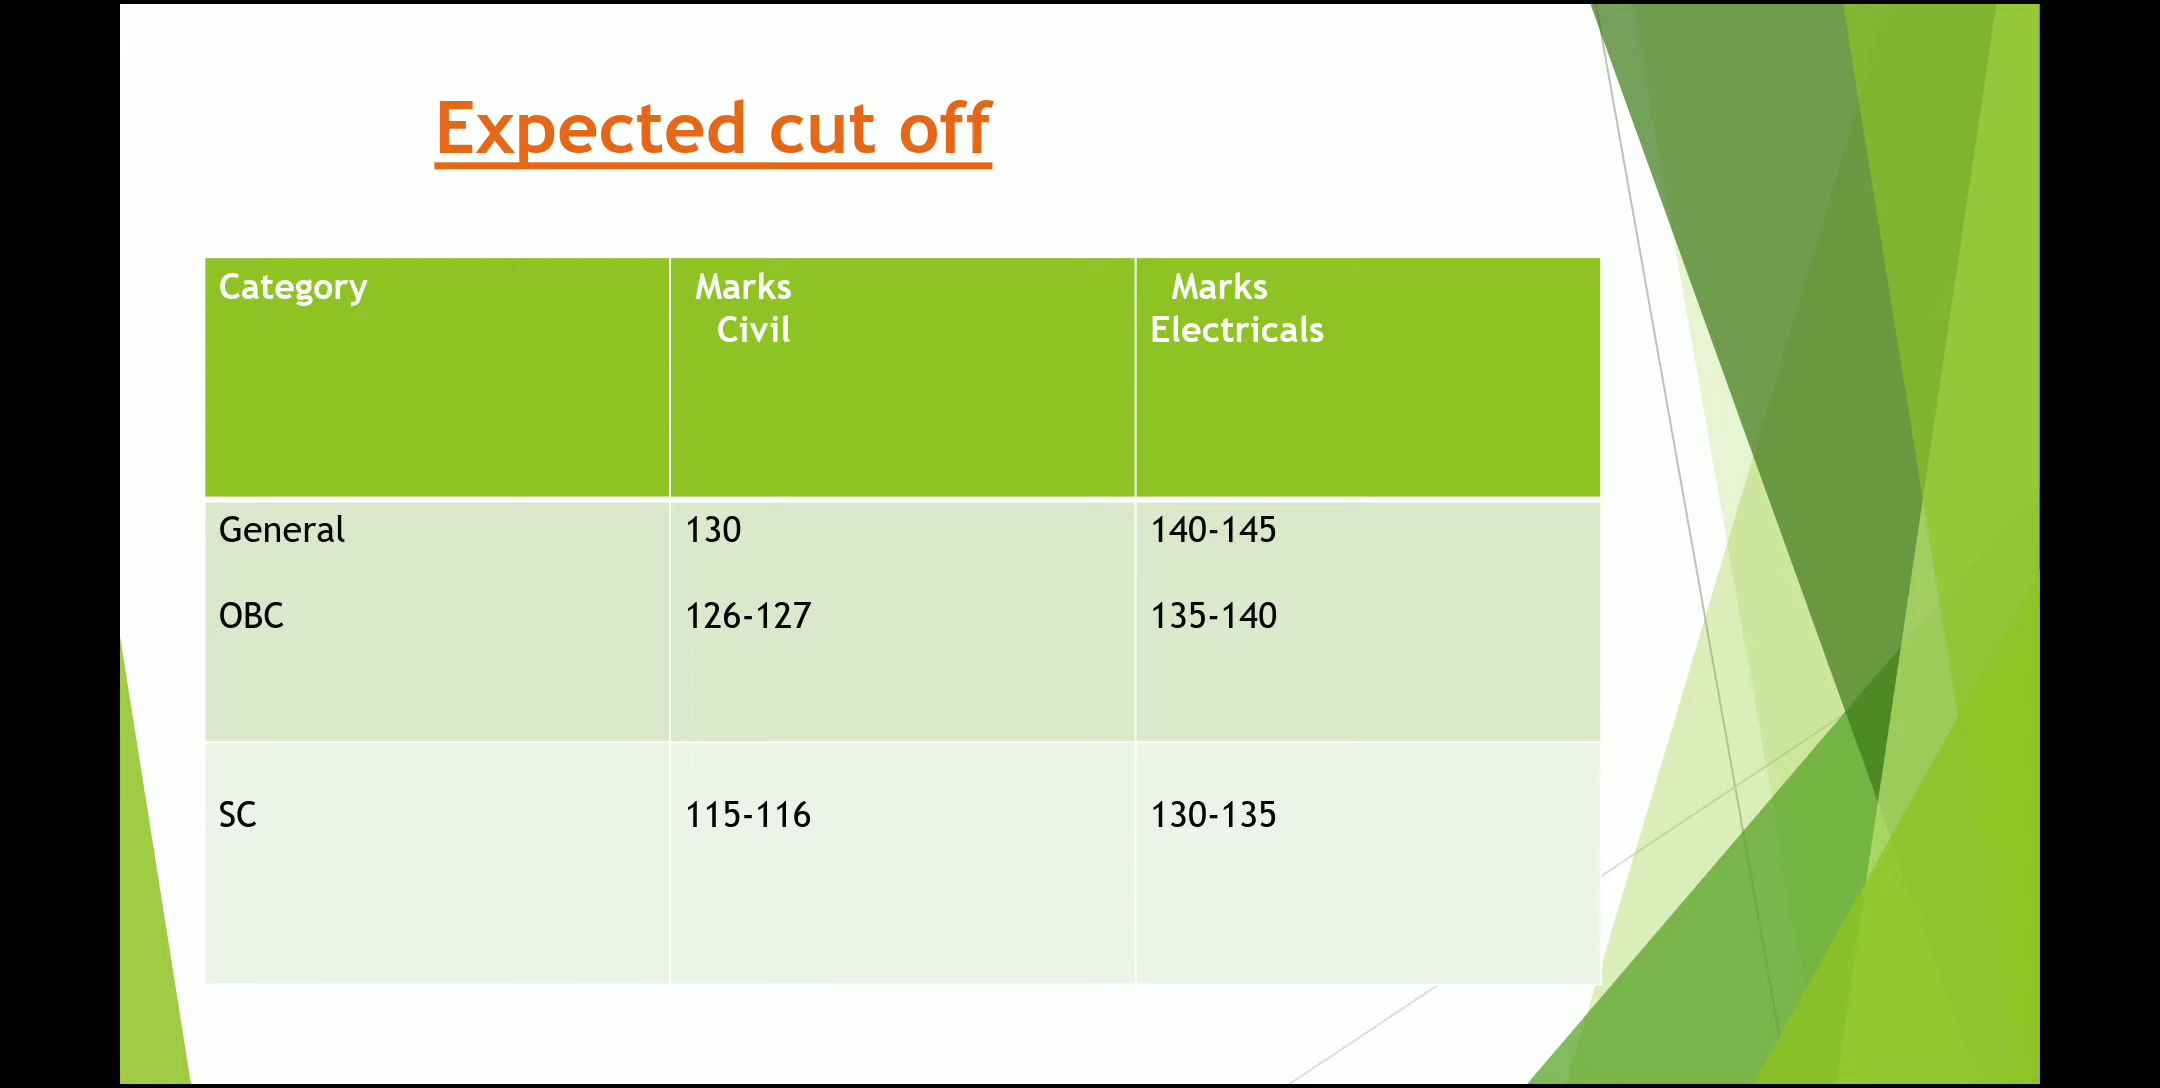 Expected cut off
Category Marks Marks
Civil Electricals
General 130 140-145
OBC 126-127 135-140
SC 115-116 130-135